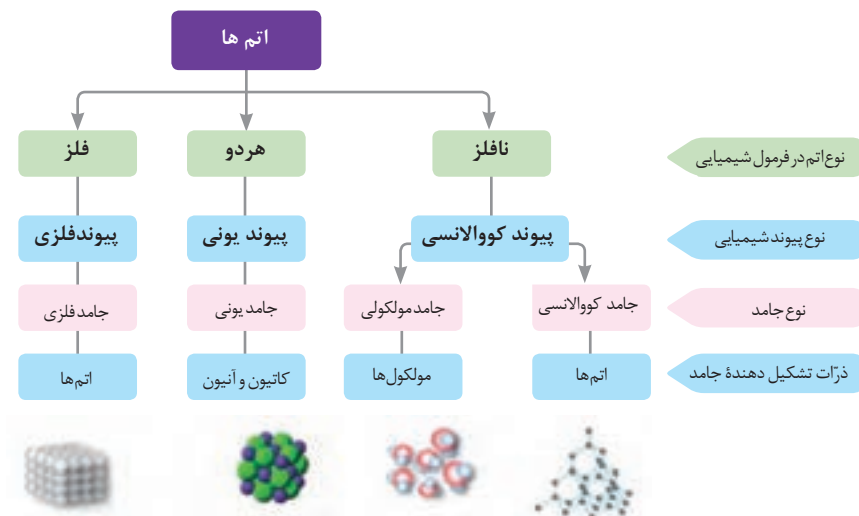 اتم ها
نوع اتم در فرمول شیمیایی
نافلز
هردو
فلز
نوع پیوند شیمیایی
پیوند کووالانسی
پیوند یونی
پیوند فلزی
نوع جامد
جامد کووالانسی
جامد مولکولی
جامد یونی
جامد فلزی
ذرّات تشکیل دهندهٔ جامد
اتم‌ها
مولکول‌ها
کاتیون و آنیون
اتم‌ها